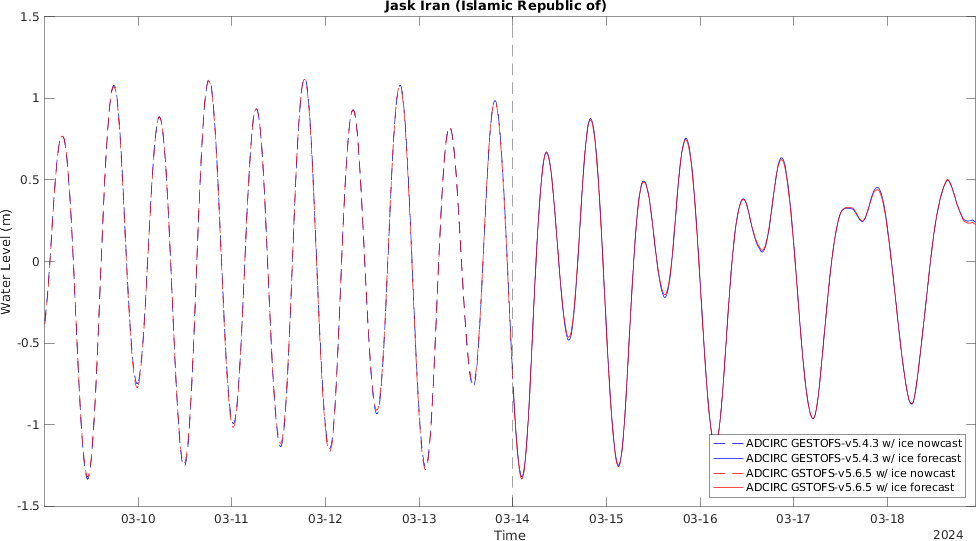 Jask Iran (Islamic Republic of)
1.5
1
0.5
0
-0.5
-1
-1.5
Water Level (m)
ADCIRC GESTOFS-v5.4.3 w/ ice nowcast
ADCIRC GESTOFS-v5.4.3 w/ ice forecast
ADCIRC GSTOFS-v5.6.5 w/ ice nowcast
ADCIRC GSTOFS-v5.6.5 w/ ice forecast
03-10 03-11 03-12 03-13 03-14 03-15 03-16 03-17 03-18
Time
2024